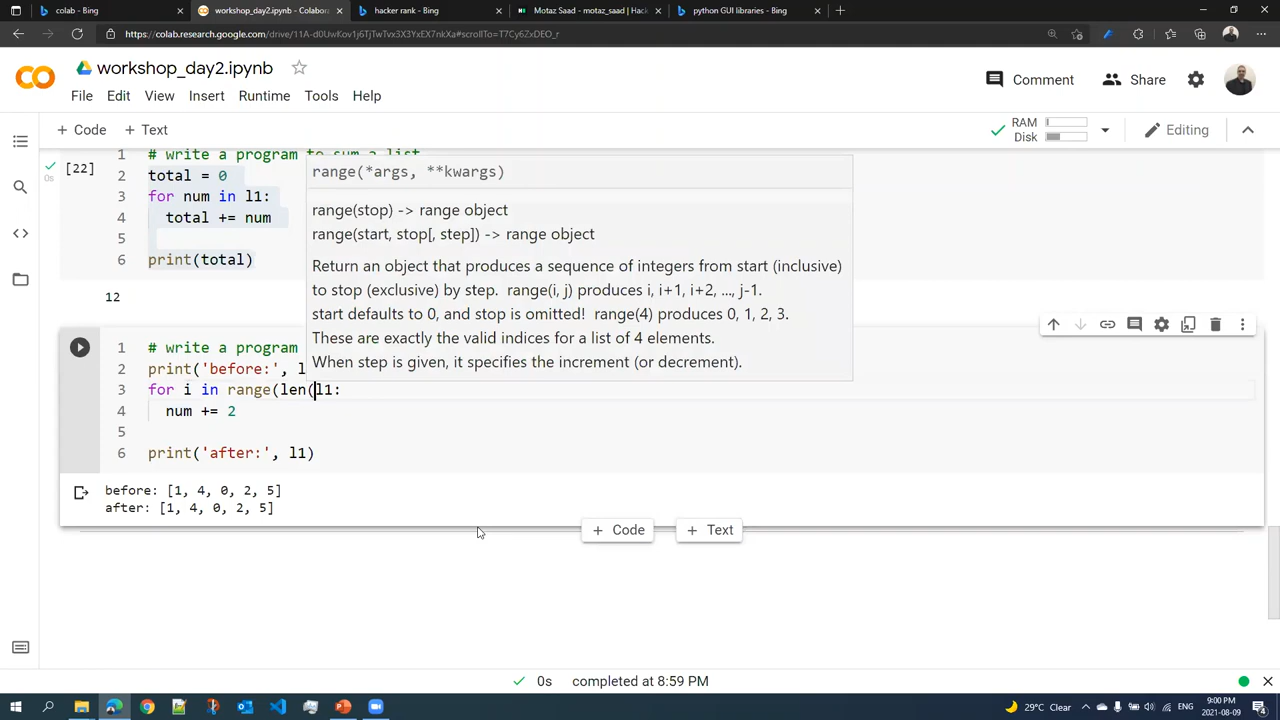 colab - Bing
workshop_day2.ipynb - Colabora
hacker rank - Bing
Motaz Saad - motaz_saad | Hack
python GUI libraries - Bing
https://colab.research.google.com/drive/11A-d0UwKov1j6TjTwTvx3X3YxEX7nkXa#scrollTo=T7Cy6ZxDEO_r
CO
workshop_day2.ipynb
Comment
Share
File Edit View Insert Runtime Tools Help
+ Code + Text
RAM
Disk
Editing
[22]
0s
1 # write a program to sum a list
2 total = 0
3 for num in l1:
4 total += num
5
6 print(total)
12
range(*args, **kwargs)
range(stop) -> range object
range(start, stop[, step]) -> range object
Return an object that produces a sequence of integers from start (inclusive)
to stop (exclusive) by step. range(i, j) produces i, i+1, i+2, ..., j-1.
start defaults to 0, and stop is omitted! range(4) produces 0, 1, 2, 3.
These are exactly the valid indices for a list of 4 elements.
When step is given, it specifies the increment (or decrement).
1 # write a program
2 print('before:', l
3 for i in range(len(l1:
4 num += 2
5
6 print('after:', l1)
before: [1, 4, 0, 2, 5]
after: [1, 4, 0, 2, 5]
+ Code + Text
0s completed at 8:59 PM
29°C Clear
ENG
9:00 PM
2021-08-09